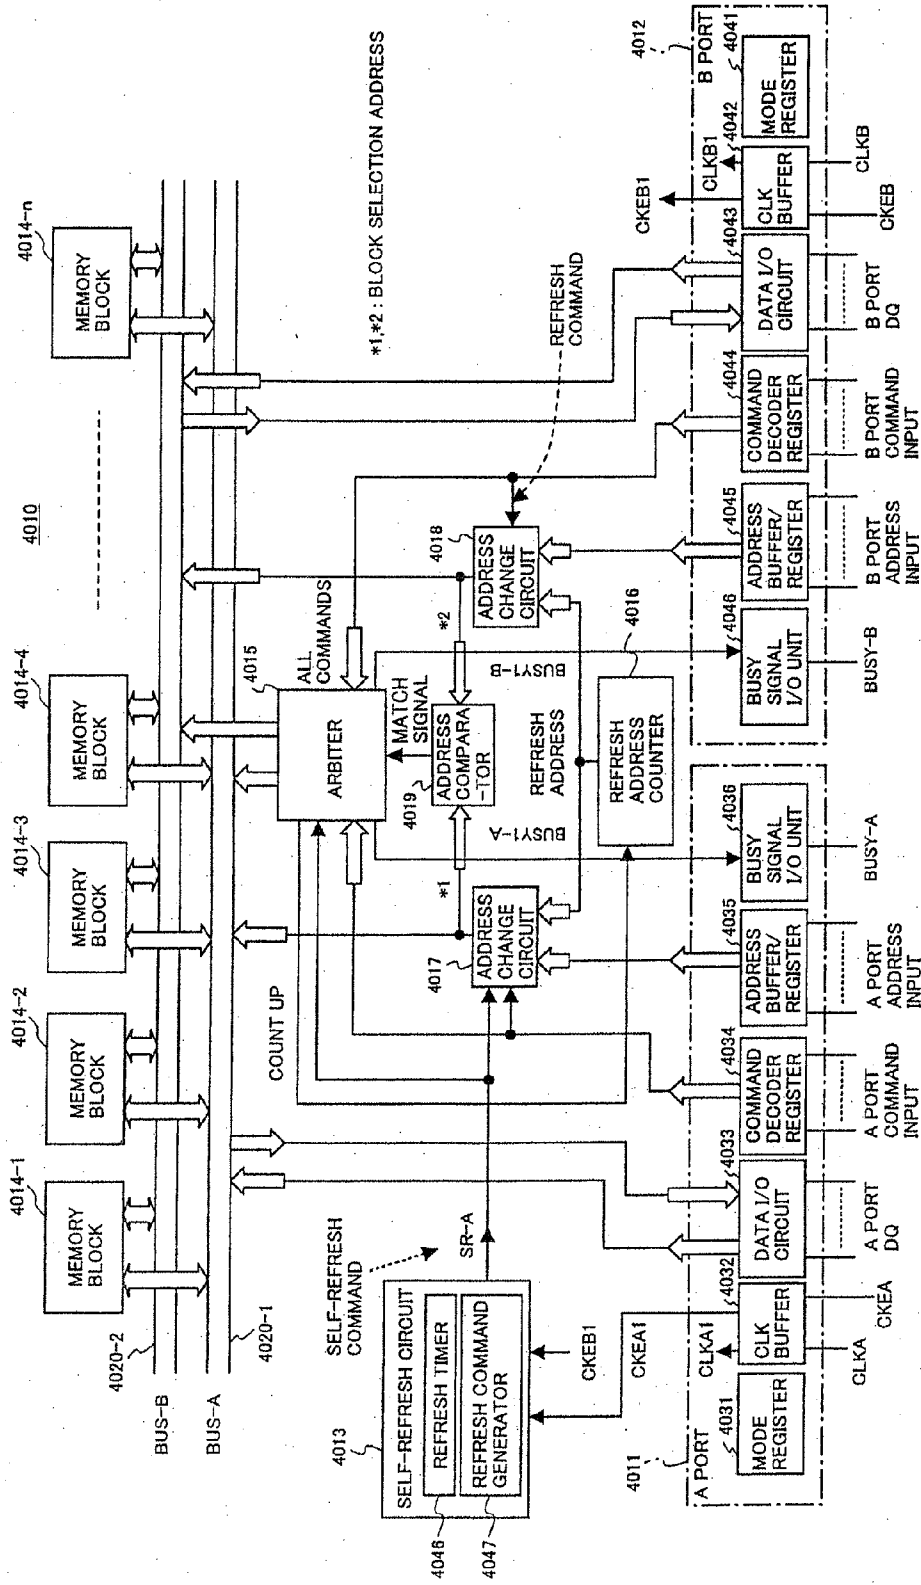 4010
4014-1
MEMORY
BLOCK
4014-2
MEMORY
BLOCK
4014-3
MEMORY
BLOCK
4014-4
MEMORY
BLOCK
4014-n
MEMORY
BLOCK
BUS-B
4020-2
BUS-A
4020-1
COUNT UP
4015
ARBITER
ALL
COMMANDS
*1,*2 : BLOCK SELECTION ADDRESS
4013
SELF-REFRESH CIRCUIT
REFRESH TIMER
REFRESH COMMAND
GENERATOR
4046
4047
SELF-REFRESH
COMMAND
SR-A
CKEB1
CKEA1
CLKA1
4017
ADDRESS
CHANGE
CIRCUIT
*1
4019
ADDRESS
COMPARA
-TOR
MATCH
SIGNAL
*2
4018
ADDRESS
CHANGE
CIRCUIT
REFRESH
COMMAND
BUSY1-A
BUSY1-B
REFRESH
ADDRESS
4016
REFRESH
ADDRESS
COUNTER
CKEB1
CLKB1
4011
A PORT
4031
MODE
REGISTER
4032
CLK
BUFFER
4033
DATA I/O
CIRCUIT
4034
COMMAND
DECODER
REGISTER
4035
ADDRESS
BUFFER/
REGISTER
4036
BUSY
SIGNAL
I/O UNIT
4012
B PORT
4046
BUSY
SIGNAL
I/O UNIT
4045
ADDRESS
BUFFER/
REGISTER
4044
COMMAND
DECODER
REGISTER
4043
DATA I/O
CIRCUIT
4042
CLK
BUFFER
4041
MODE
REGISTER
CLKA
CKEA
A PORT
DQ
A PORT
COMMAND
INPUT
A PORT
ADDRESS
INPUT
BUSY-A
BUSY-B
B PORT
ADDRESS
INPUT
B PORT
COMMAND
INPUT
B PORT
DQ
CKEB
CLKB